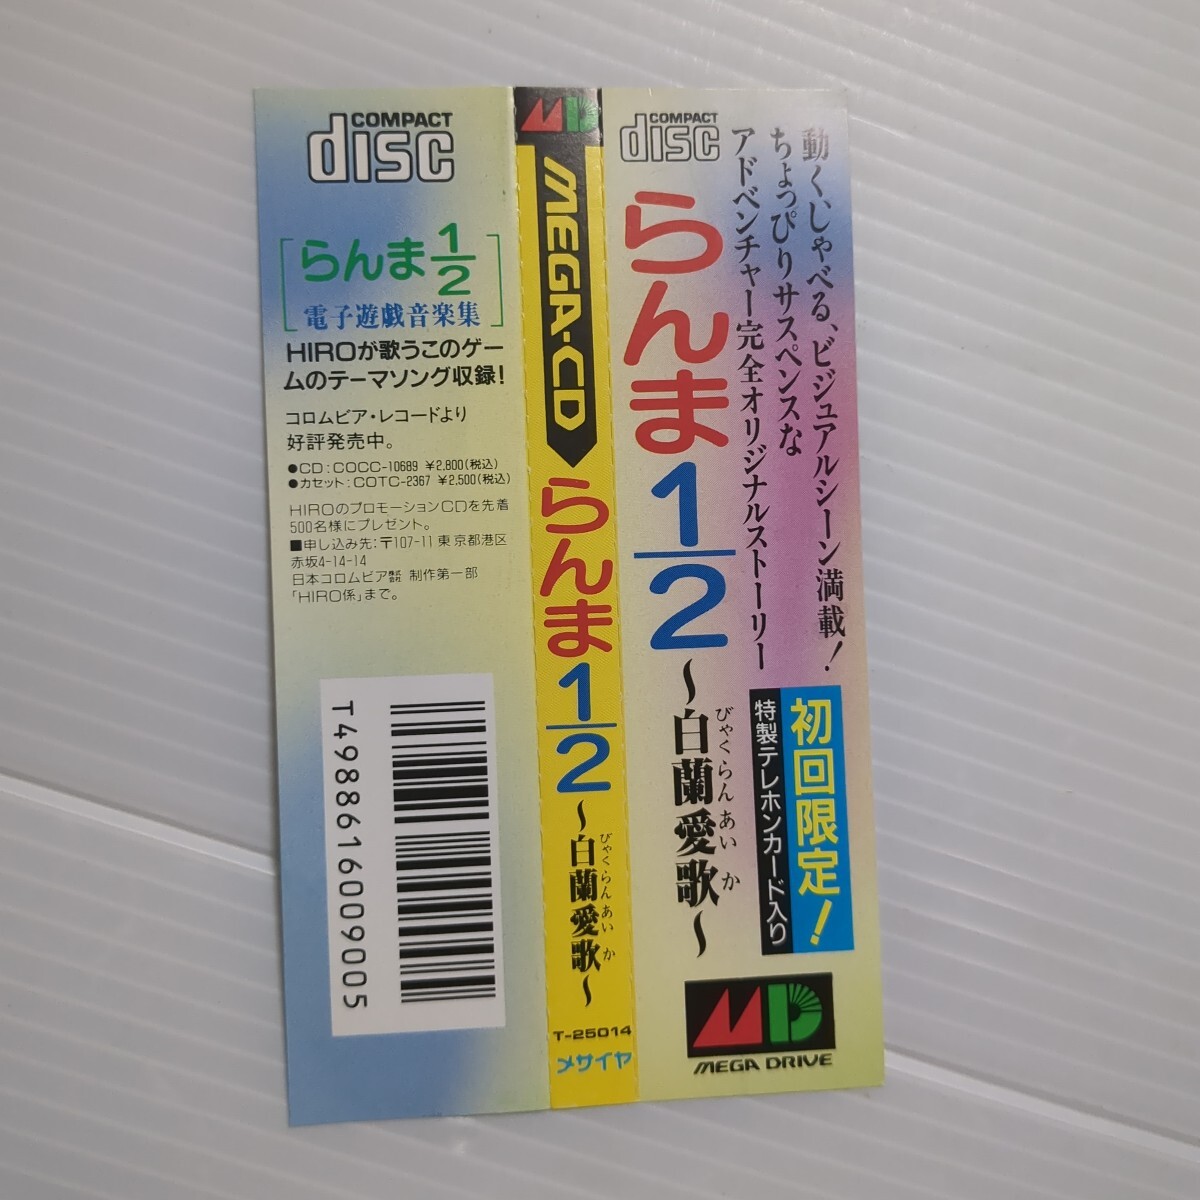 COMPACT
disc
らんま1/2
電子遊戯音楽集
HIROが歌うこのゲー
ムのテーマソング収録!
コロムビア・レコードより
好評発売中。
●CD:COCC-10689 ¥2,800(税込)
●カセット:COTC-2367 ¥2,500(税込)
HIROのプロモーションCDを先着
500名様にプレゼント。
■申し込み先:〒107-11 東京都港区
赤坂4-14-14
日本コロムビア株式会社 制作第一部
「HIRO係」まで。
T4988616009005
MD
MEGA-CD
らんま1/2
~白蘭愛歌~
びゃくらんあいか
T-25014
メサイヤ
COMPACT
disc
動く、しゃべる、ビジュアルシーン満載!
ちょっぴりサスペンスな
アドベンチャー完全オリジナルストーリー
らんま1/2
~白蘭愛歌~
びゃくらんあいか
初回限定!
特製テレホンカード入り
MD
MEGA DRIVE